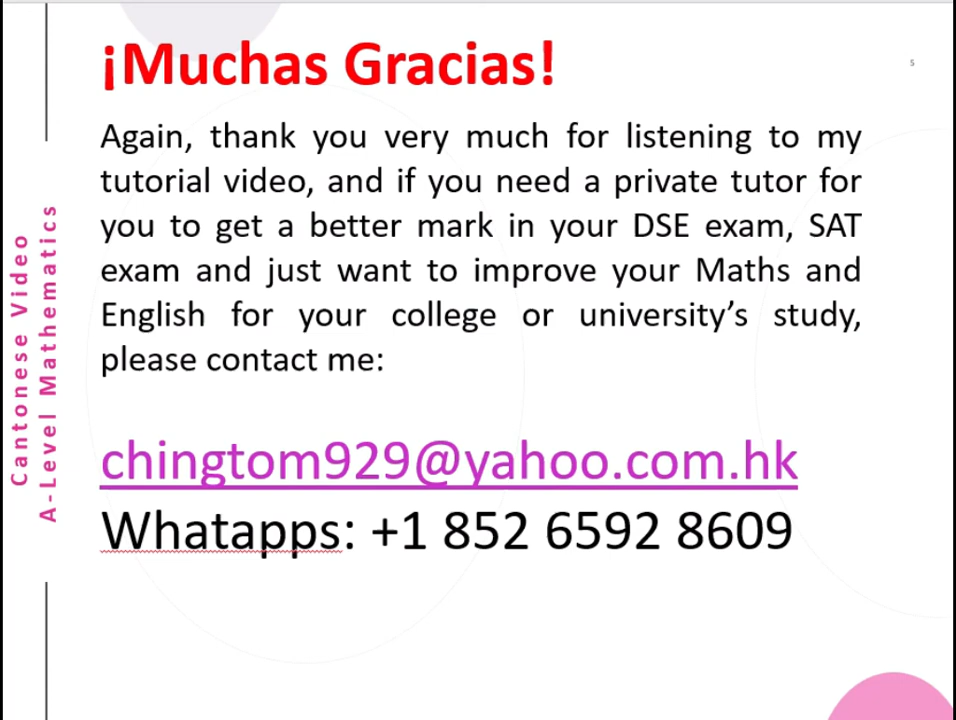 ¡Muchas Gracias!
5
Again, thank you very much for listening to my
tutorial video, and if you need a private tutor for
you to get a better mark in your DSE exam, SAT
exam and just want to improve your Maths and
English for your college or university’s study,
please contact me:
chingtom929@yahoo.com.hk
Whatapps: +1 852 6592 8609
Cantonese Video
A-Level Mathematics